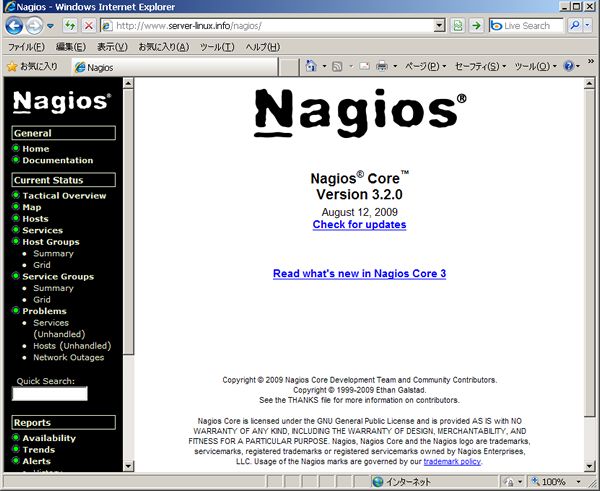 Nagios - Windows Internet Explorer
http://www.server-linux.info/nagios/
Live Search
ファイル(F) 編集(E) 表示(V) お気に入り(A) ツール(T) ヘルプ(H)
お気に入り Nagios ページ(P) セーフティ(S) ツール(O)
Nagios®
General
Home
Documentation
Current Status
Tactical Overview
Map
Hosts
Services
Host Groups
Summary
Grid
Service Groups
Summary
Grid
Problems
Services
(Unhandled)
Hosts (Unhandled)
Network Outages
Quick Search:
Reports
Availability
Trends
Alerts
History
Nagios®
Nagios® Core™
Version 3.2.0
August 12, 2009
Check for updates
Read what's new in Nagios Core 3
Copyright © 2009 Nagios Core Development Team and Community Contributors.
Copyright © 1999-2009 Ethan Galstad.
See the THANKS file for more information on contributors.
Nagios Core is licensed under the GNU General Public License and is provided AS IS with NO
WARRANTY OF ANY KIND, INCLUDING THE WARRANTY OF DESIGN, MERCHANTABILITY, AND
FITNESS FOR A PARTICULAR PURPOSE. Nagios, Nagios Core and the Nagios logo are trademarks,
servicemarks, registered trademarks or registered servicemarks owned by Nagios Enterprises,
LLC. Usage of the Nagios marks are governed by our trademark policy.
インターネット 100%